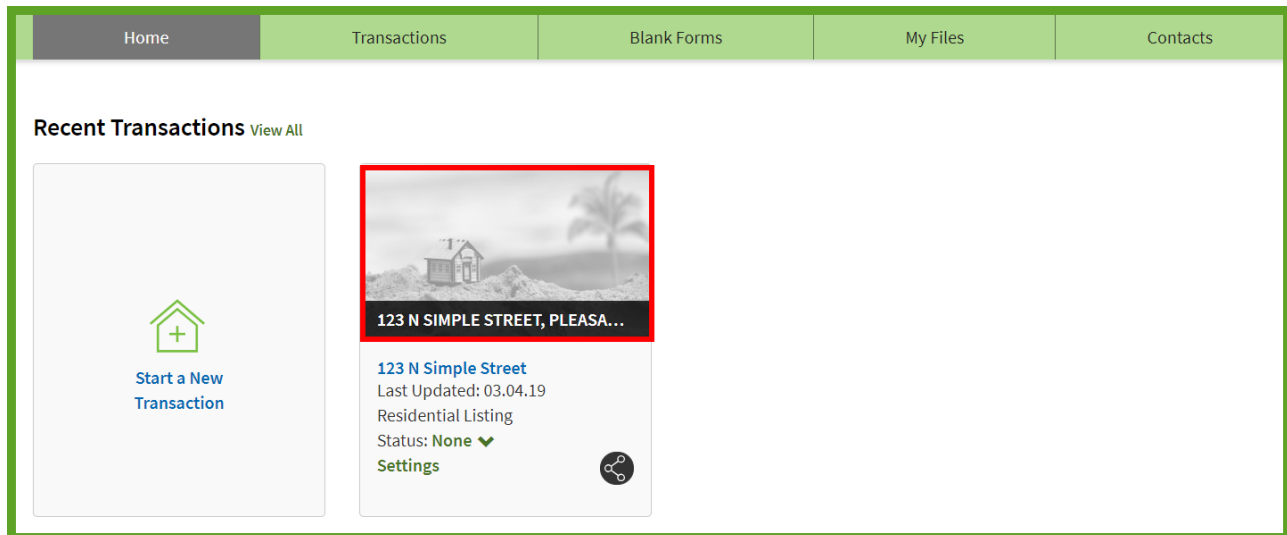 Home Transactions Blank Forms My Files Contacts
Recent Transactions View All
Start a New
Transaction
123 N SIMPLE STREET, PLEASA...
123 N Simple Street
Last Updated: 03.04.19
Residential Listing
Status: None
Settings